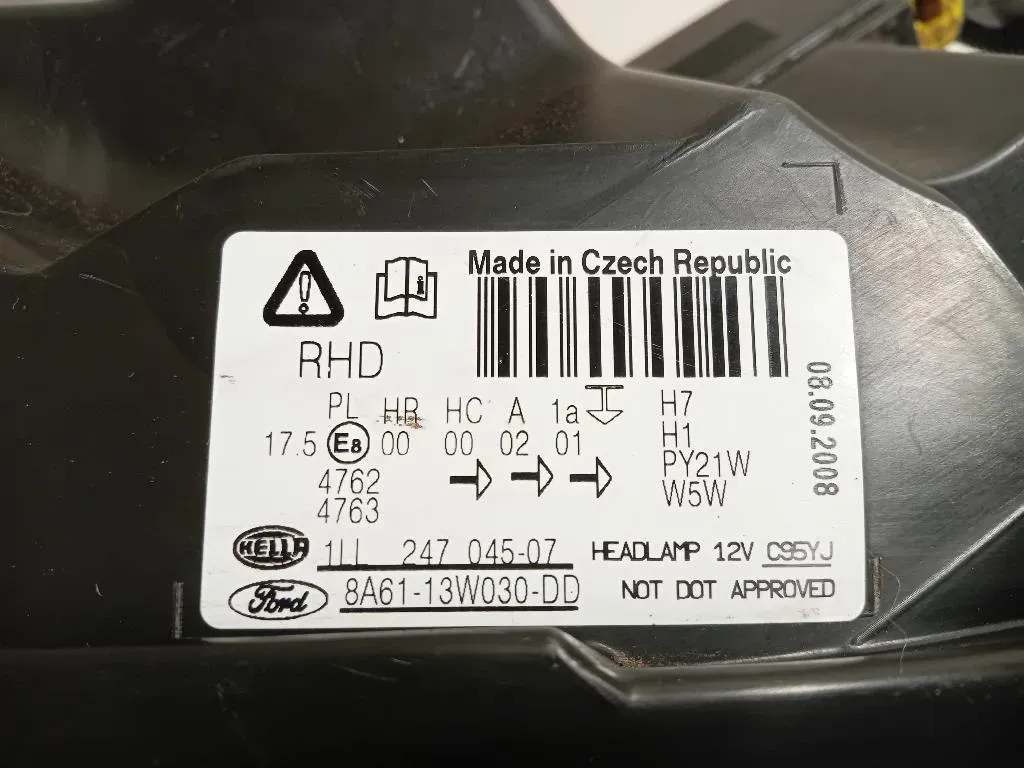 Made in Czech Republic
RHD
PL HR HC A 1a
17.5 E8 00 00 02 01
4762
4763
H7
H1
PY21W
W5W
08.09.2008
HELLA 1LL 247 045-07 HEADLAMP 12V C95YJ
Ford 8A61-13W030-DD NOT DOT APPROVED